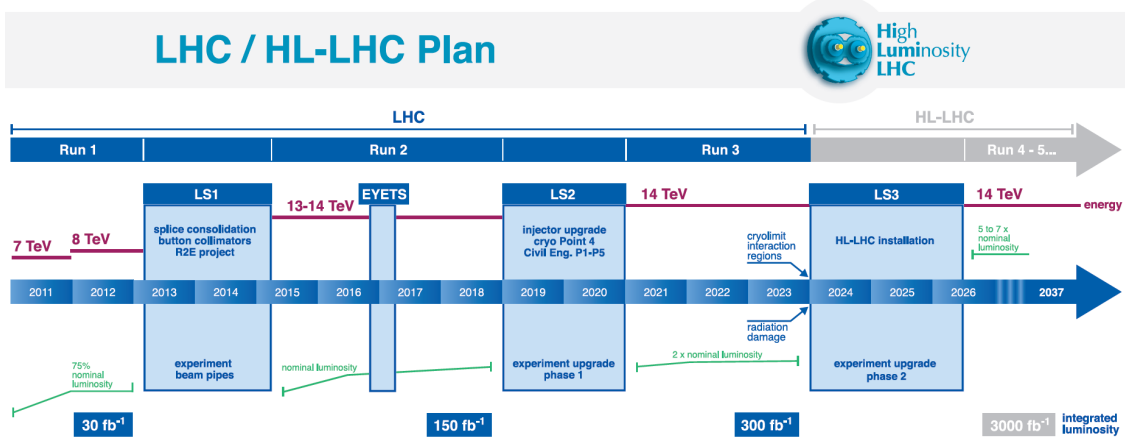 LHC / HL-LHC Plan
High
Luminosity
LHC
LHC
HL-LHC
Run 1
Run 2
Run 3
Run 4 - 5...
LS1
EYETS
LS2
LS3
7 TeV
8 TeV
13-14 TeV
14 TeV
14 TeV
energy
splice consolidation
button collimators
R2E project
injector upgrade
cryo Point 4
Civil Eng. P1-P5
cryolimit
interaction
regions
HL-LHC installation
5 to 7 x
nominal
luminosity
2011
2012
2013
2014
2015
2016
2017
2018
2019
2020
2021
2022
2023
2024
2025
2026
2037
radiation
damage
75%
nominal
luminosity
experiment
beam pipes
nominal luminosity
experiment upgrade
phase 1
2 x nominal luminosity
experiment upgrade
phase 2
30 fb⁻¹
150 fb⁻¹
300 fb⁻¹
3000 fb⁻¹
integrated
luminosity